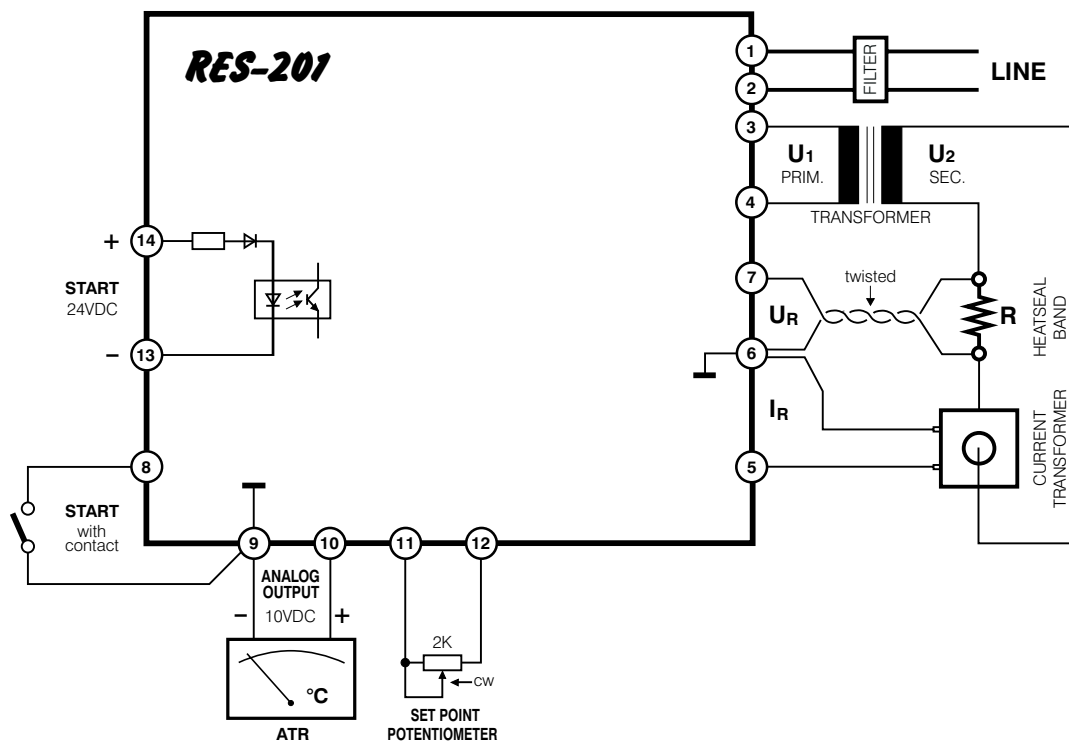 RES-201
1
2
FILTER
LINE
3
U1
PRIM.
U2
SEC.
4
TRANSFORMER
+
14
START
24VDC
–
13
7
twisted
UR
R
HEATSEAL
BAND
6
IR
5
CURRENT
TRANSFORMER
8
START
with
contact
9
10
11
12
ANALOG
OUTPUT
– 10VDC +
°C
ATR
2K
CW
SET POINT
POTENTIOMETER